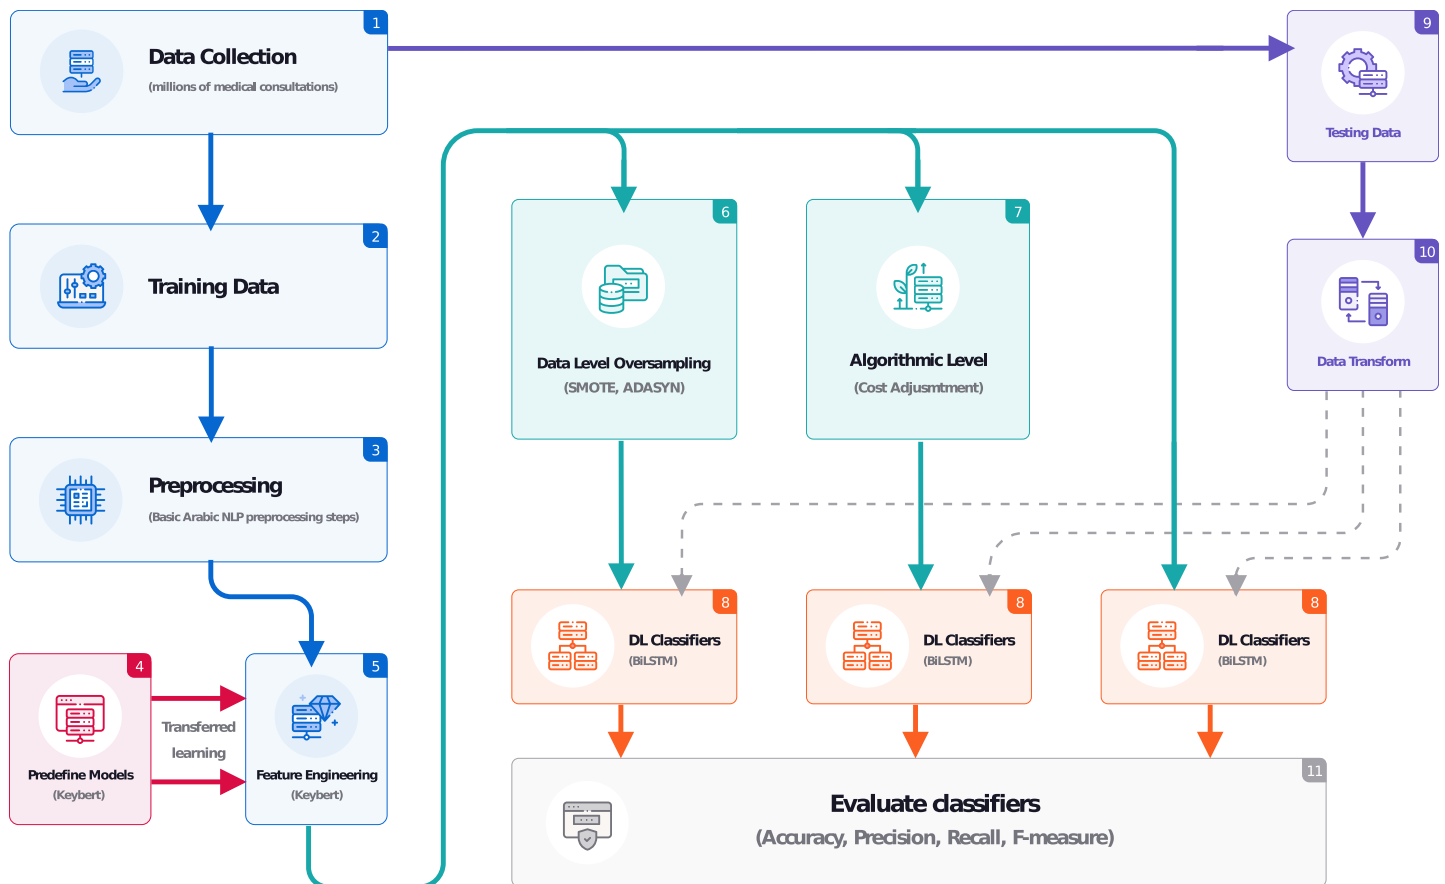 1
Data Collection
(millions of medical consultations)
2
Training Data
3
Preprocessing
(Basic Arabic NLP preprocessing steps)
4
Predefine Models
(Keybert)
Transferred
learning
5
Feature Engineering
(Keybert)
6
Data Level Oversampling
(SMOTE, ADASYN)
7
Algorithmic Level
(Cost Adjusmtment)
8
DL Classifiers
(BiLSTM)
8
DL Classifiers
(BiLSTM)
8
DL Classifiers
(BiLSTM)
9
Testing Data
10
Data Transform
11
Evaluate classifiers
(Accuracy, Precision, Recall, F-measure)